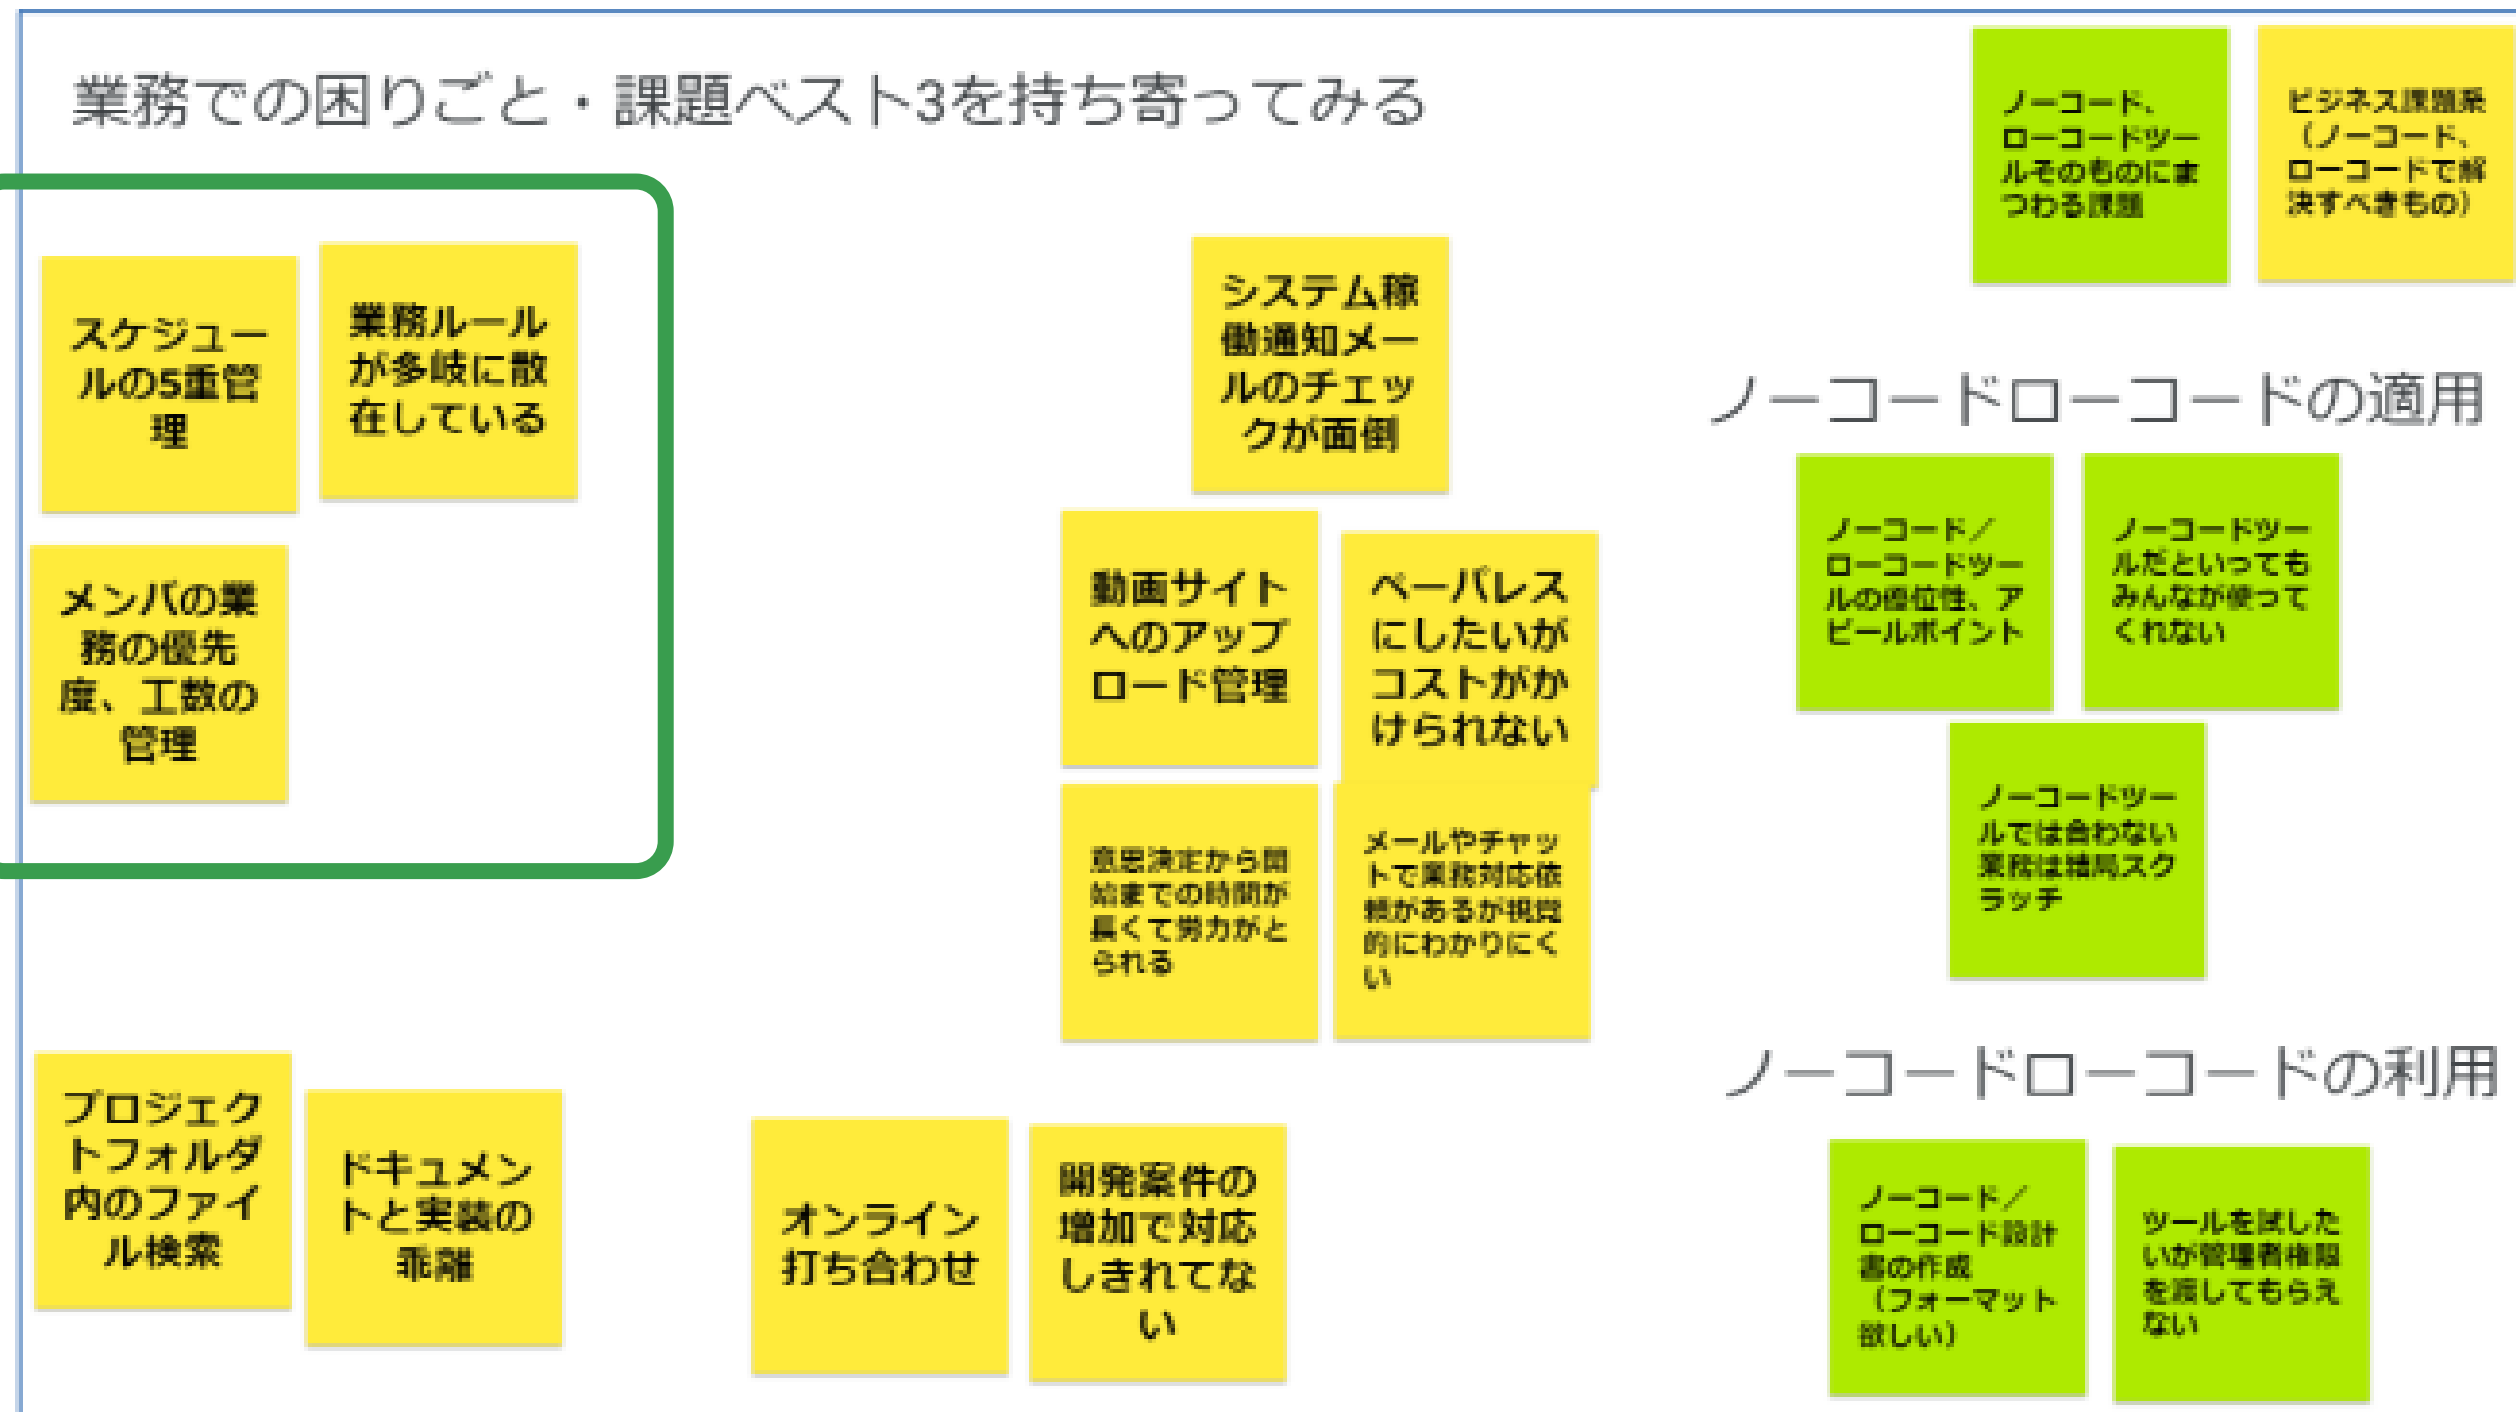 業務での困りごと・課題ベスト3を持ち寄ってみる
ノーコード、
ローコードツー
ルそのものにま
つわる課題
ビジネス課題系
（ノーコード、
ローコードで解
決すべきもの）
スケジュー
ルの5重管
理
業務ルール
が多岐に散
在している
メンバの業
務の優先
度、工数の
管理
システム稼
働通知メー
ルのチェッ
クが面倒
動画サイト
へのアップ
ロード管理
ペーパレス
にしたいが
コストがか
けられない
意思決定から開
始までの時間が
長くて労力がと
られる
メールやチャッ
トで業務対応依
頼があるが視覚
的にわかりにく
い
ノーコードローコードの適用
ノーコード／
ローコードツー
ルの優位性、ア
ピールポイント
ノーコードツー
ルだといっても
みんなが使って
くれない
ノーコードツー
ルでは合わない
業務は結局スク
ラッチ
プロジェク
トフォルダ
内のファイ
ル検索
ドキュメン
トと実装の
乖離
オンライン
打ち合わせ
開発案件の
増加で対応
しきれてな
い
ノーコードローコードの利用
ノーコード／
ローコード設計
書の作成
（フォーマット
欲しい）
ツールを試した
いが管理者権限
を渡してもらえ
ない